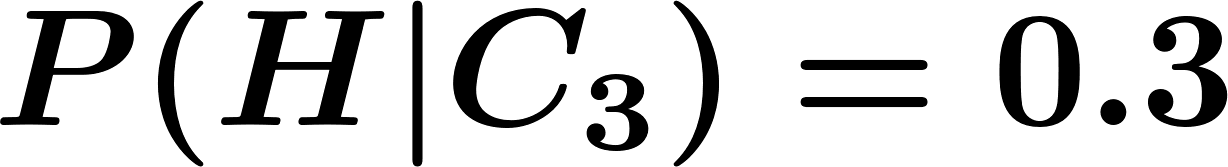 P(H|C₃) = 0.3